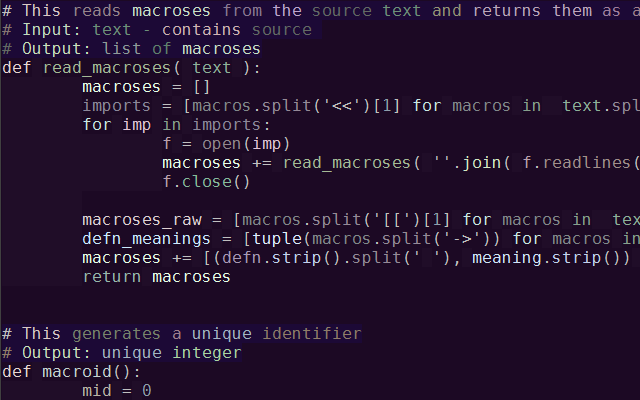 # This reads macroses from the source text and returns them as a
# Input: text - contains source
# Output: list of macroses
def read_macroses( text ):
        macroses = []
        imports = [macros.split('<<')[1] for macros in  text.spl
        for imp in imports:
                f = open(imp)
                macroses += read_macroses( ''.join( f.readlines(
                f.close()
        macroses_raw = [macros.split('[[')[1] for macros in  tex
        defn_meanings = [tuple(macros.split('->')) for macros in
        macroses += [(defn.strip().split(' '), meaning.strip())
        return macroses
# This generates a unique identifier
# Output: unique integer
def macroid():
        mid = 0